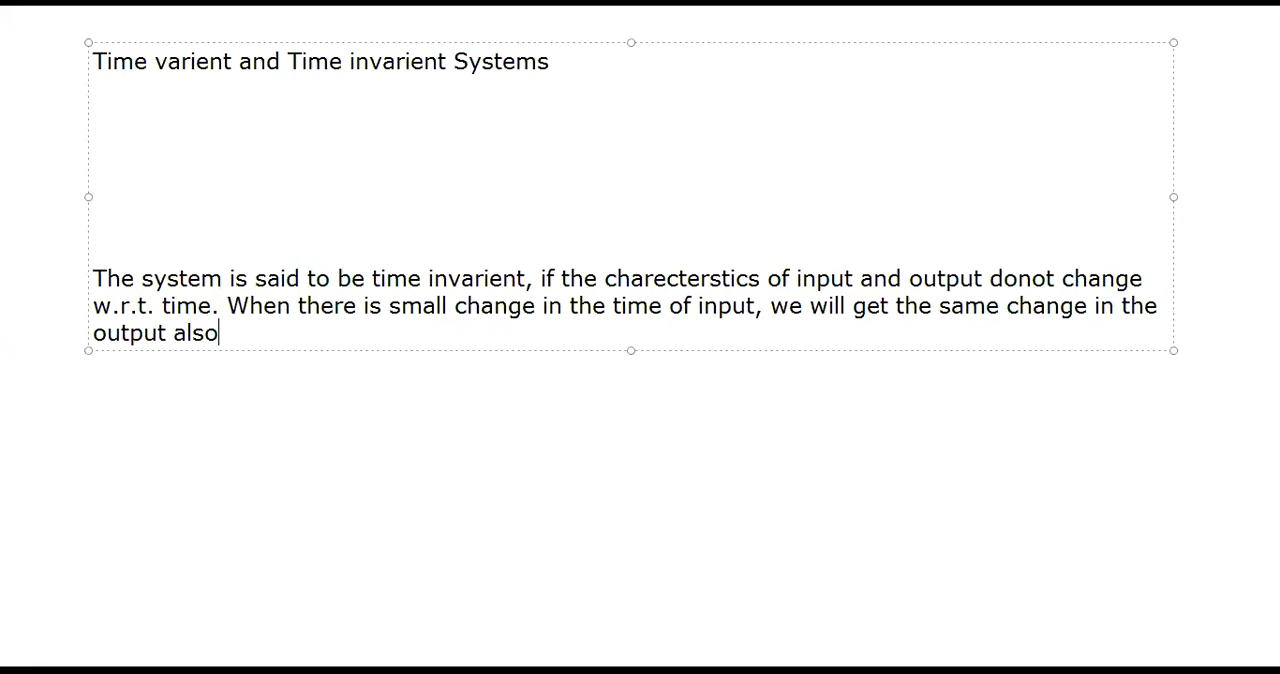 Time varient and Time invarient Systems
The system is said to be time invarient, if the charecterstics of input and output donot change
w.r.t. time. When there is small change in the time of input, we will get the same change in the
output also